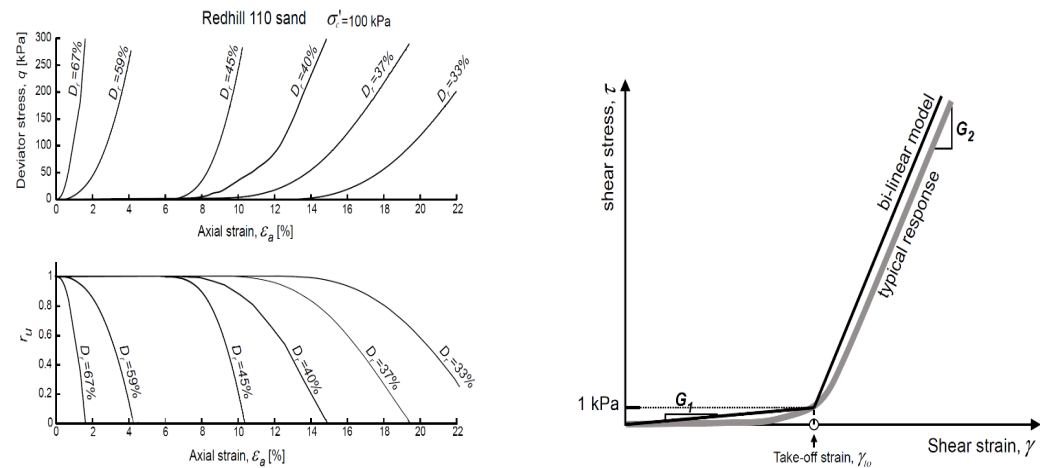 Redhill 110 sand σc'=100 kPa
Deviator stress, q [kPa]
300
250
200
150
100
50
0
Dr=67%
Dr=59%
Dr=45%
Dr=40%
Dr=37%
Dr=33%
0 2 4 6 8 10 12 14 16 18 20 22
Axial strain, εa [%]
ru
1
0.8
0.6
0.4
0.2
0
Dr=67%
Dr=59%
Dr=45%
Dr=40%
Dr=37%
Dr=33%
0 2 4 6 8 10 12 14 16 18 20 22
Axial strain, εa [%]
shear stress, τ
bi-linear model
typical response
G2
1 kPa
G1
Take-off strain, γto
Shear strain, γ